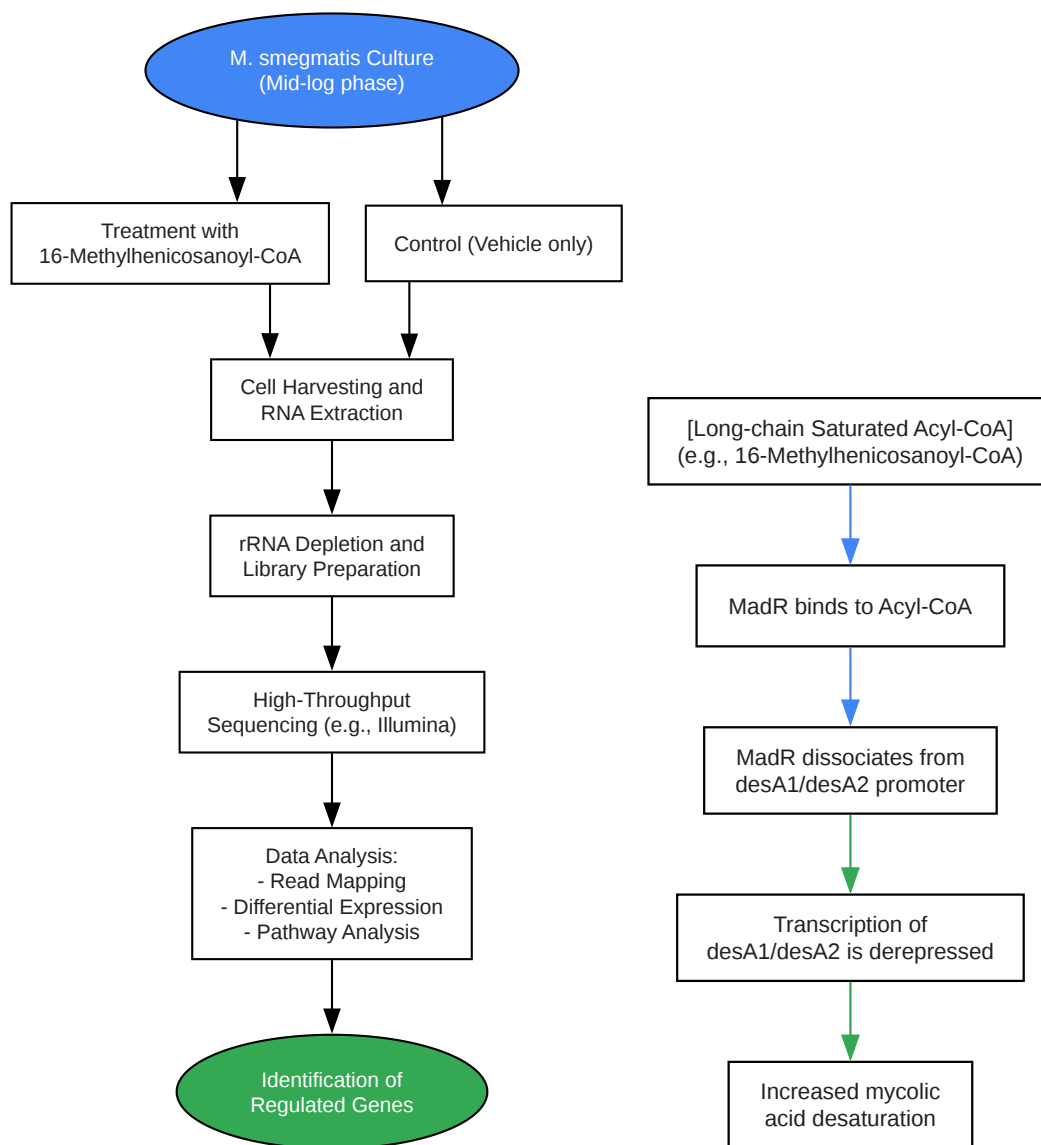 M. smegmatis Culture
(Mid-log phase)
Treatment with
16-Methylhenicosanoyl-CoA
Control (Vehicle only)
Cell Harvesting and
RNA Extraction
rRNA Depletion and
Library Preparation
High-Throughput
Sequencing (e.g., Illumina)
Data Analysis:
- Read Mapping
- Differential Expression
- Pathway Analysis
Identification of
Regulated Genes
[Long-chain Saturated Acyl-CoA]
(e.g., 16-Methylhenicosanoyl-CoA)
MadR binds to Acyl-CoA
MadR dissociates from
desA1/desA2 promoter
Transcription of
desA1/desA2 is derepressed
Increased mycolic
acid desaturation